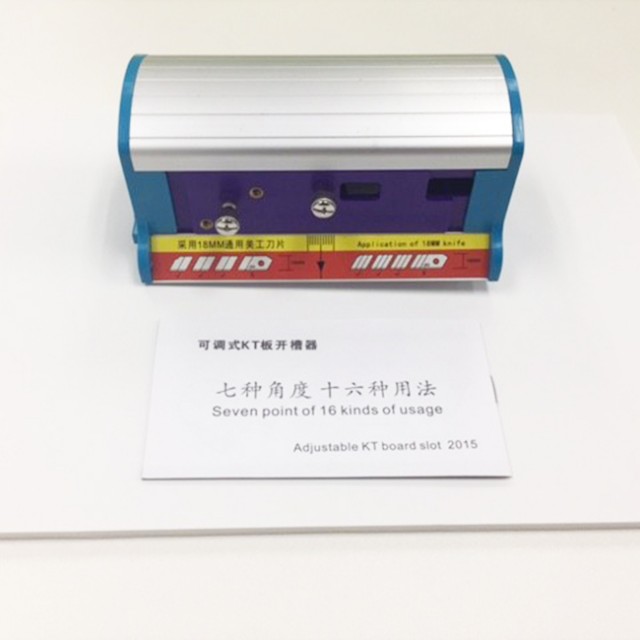 采用18MM通用美工刀片
Application of 18MM knife
可调式KT板开槽器
七种角度 十六种用法
Seven point of 16 kinds of usage
Adjustable KT board slot 2015